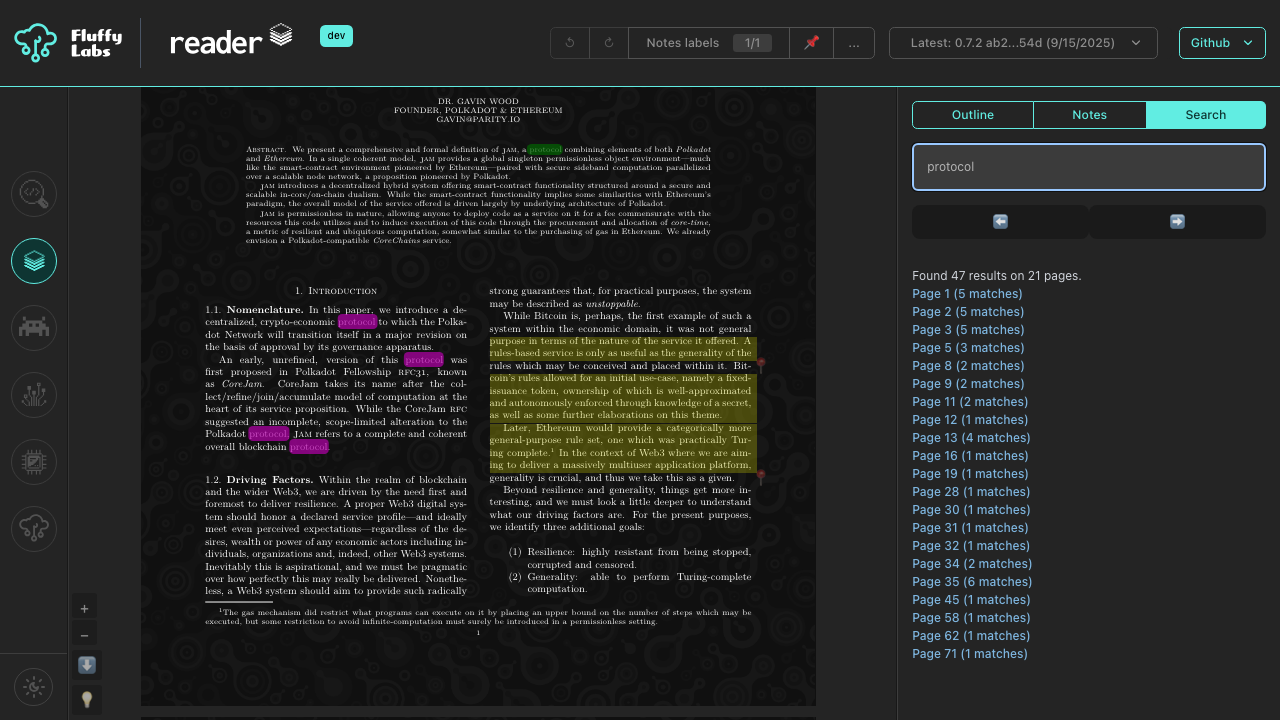 Fluffy
Labs
reader
dev
Notes labels 1/1
...
Latest: 0.7.2 ab2...54d (9/15/2025)
Github
DR. GAVIN WOOD
FOUNDER, POLKADOT & ETHEREUM
GAVIN@PARITY.IO
Abstract. We present a comprehensive and formal definition of Jam, a protocol combining elements of both Polkadot
and Ethereum. In a single coherent model, Jam provides a global singleton permissionless object environment—much
like the smart-contract environment pioneered by Ethereum—paired with secure sideband computation parallelized
over a scalable node network, a proposition pioneered by Polkadot.
Jam introduces a decentralized hybrid system offering smart-contract functionality structured around a secure and
scalable in-core/on-chain dualism. While the smart-contract functionality implies some similarities with Ethereum's
paradigm, the overall model of the service offered is driven largely by underlying architecture of Polkadot.
Jam is permissionless in nature, allowing anyone to deploy code as a service on it for a fee commensurate with the
resources this code utilizes and to induce execution of this code through the procurement and allocation of core-time,
a metric of resilient and ubiquitous computation, somewhat similar to the purchasing of gas in Ethereum. We already
envision a Polkadot-compatible CoreChains service.
1. Introduction
1.1. Nomenclature. In this paper, we introduce a de-
centralized, crypto-economic protocol to which the Polka-
dot Network will transition itself in a major revision on
the basis of approval by its governance apparatus.
An early, unrefined, version of this protocol was
first proposed in Polkadot Fellowship RFC31, known
as CoreJam. CoreJam takes its name after the col-
lect/refine/join/accumulate model of computation at the
heart of its service proposition. While the CoreJam RFC
suggested an incomplete, scope-limited alteration to the
Polkadot protocol, Jam refers to a complete and coherent
overall blockchain protocol.
1.2. Driving Factors. Within the realm of blockchain
and the wider Web3, we are driven by the need first and
foremost to deliver resilience. A proper Web3 digital sys-
tem should honor a declared service profile—and ideally
meet even perceived expectations—regardless of the de-
sires, wealth or power of any economic actors including in-
dividuals, organizations and, indeed, other Web3 systems.
Inevitably this is aspirational, and we must be pragmatic
over how perfectly this may really be delivered. Nonethe-
less, a Web3 system should aim to provide such radically
strong guarantees that, for practical purposes, the system
may be described as unstoppable.
While Bitcoin is, perhaps, the first example of such a
system within the economic domain, it was not general
purpose in terms of the nature of the service it offered. A
rules-based service is only as useful as the generality of the
rules which may be conceived and placed within it. Bit-
coin's rules allowed for an initial use-case, namely a fixed-
issuance token, ownership of which is well-approximated
and autonomously enforced through knowledge of a secret,
as well as some further elaborations on this theme.
Later, Ethereum would provide a categorically more
general-purpose rule set, one which was practically Tur-
ing complete.¹ In the context of Web3 where we are aim-
ing to deliver a massively multiuser application platform,
generality is crucial, and thus we take this as a given.
Beyond resilience and generality, things get more in-
teresting, and we must look a little deeper to understand
what our driving factors are. For the present purposes,
we identify three additional goals:
(1) Resilience: highly resistant from being stopped,
corrupted and censored.
(2) Generality: able to perform Turing-complete
computation.
¹The gas mechanism did restrict what programs can execute on it by placing an upper bound on the number of steps which may be
executed, but some restriction to avoid infinite-computation must surely be introduced in a permissionless setting.
1
+
−
Outline
Notes
Search
protocol
Found 47 results on 21 pages.
Page 1 (5 matches)
Page 2 (5 matches)
Page 3 (5 matches)
Page 5 (3 matches)
Page 8 (2 matches)
Page 9 (2 matches)
Page 11 (2 matches)
Page 12 (1 matches)
Page 13 (4 matches)
Page 16 (1 matches)
Page 19 (1 matches)
Page 28 (1 matches)
Page 30 (1 matches)
Page 31 (1 matches)
Page 32 (1 matches)
Page 34 (2 matches)
Page 35 (6 matches)
Page 45 (1 matches)
Page 58 (1 matches)
Page 62 (1 matches)
Page 71 (1 matches)